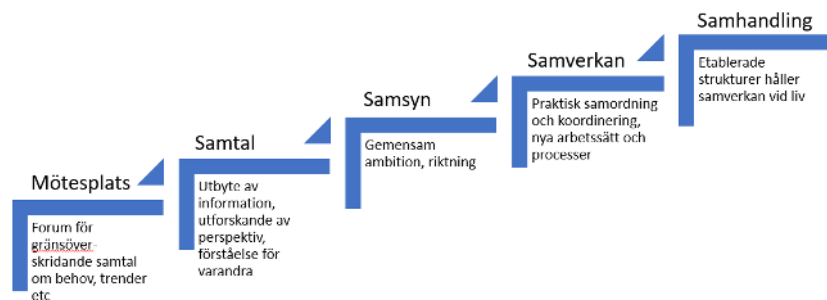 Mötesplats
Forum för
gränsöver-
skridande samtal
om behov, trender
etc
Samtal
Utbyte av
information,
utforskande av
perspektiv,
förståelse för
varandra
Samsyn
Gemensam
ambition, riktning
Samverkan
Praktisk samordning
och koordinering,
nya arbetssätt och
processer
Samhandling
Etablerade
strukturer håller
samverkan vid liv